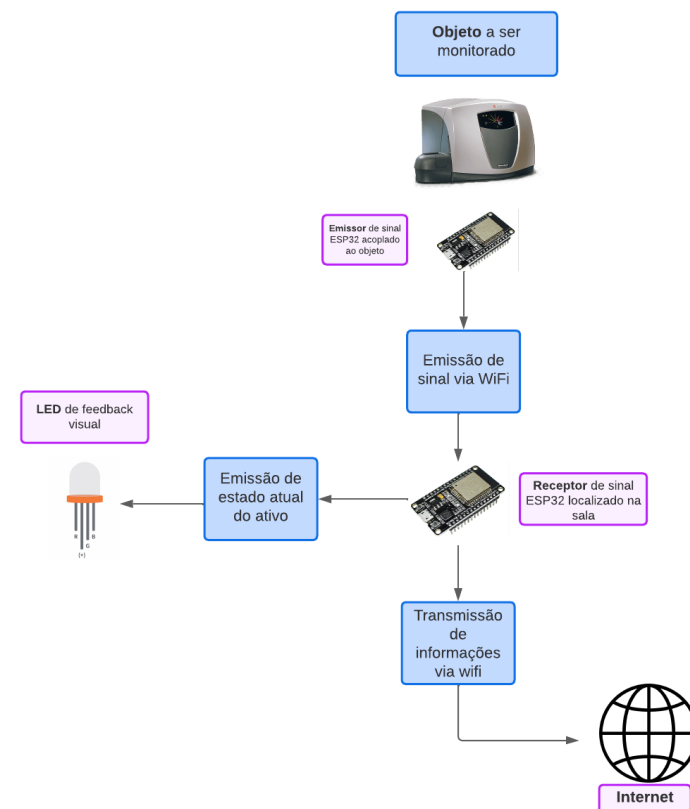 Objeto a ser
monitorado
Emissor de sinal
ESP32 acoplado
ao objeto
Emissão de
sinal via WiFi
LED de feedback
visual
Emissão de
estado atual
do ativo
Receptor de sinal
ESP32 localizado na
sala
R
B
G
(+)
Transmissão
de
informações
via wifi
Internet